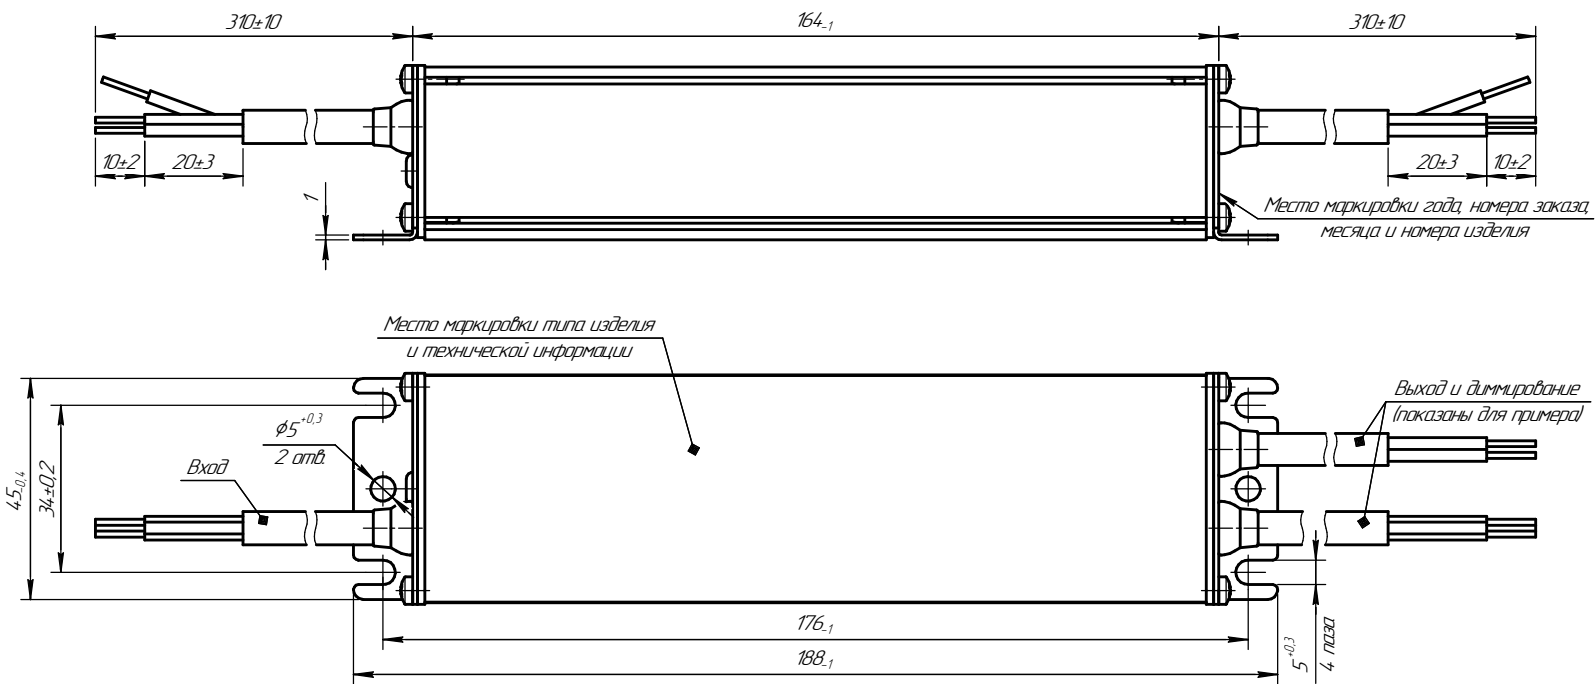 310±10
164-1
310±10
10±2
20±3
20±3
10±2
1
Место маркировки года, номера заказа,
месяца и номера изделия
Место маркировки типа изделия
и технической информации
Выход и диммирование
(показаны для примера)
⌀5+0,3
2 отв.
Вход
45-0,4
34±0,2
176-1
188-1
5+0,3
4 паза